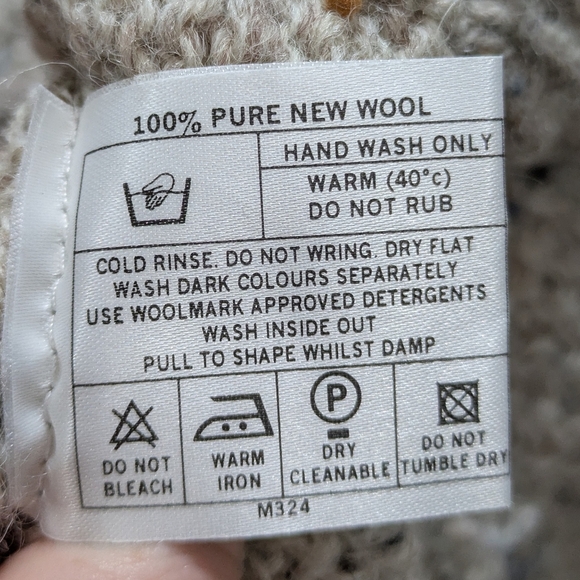 100% PURE NEW WOOL
HAND WASH ONLY
WARM (40°c)
DO NOT RUB
COLD RINSE. DO NOT WRING. DRY FLAT
WASH DARK COLOURS SEPARATELY
USE WOOLMARK APPROVED DETERGENTS
WASH INSIDE OUT
PULL TO SHAPE WHILST DAMP
DO NOT
BLEACH
WARM
IRON
P
DRY
CLEANABLE
DO NOT
TUMBLE DRY
M324